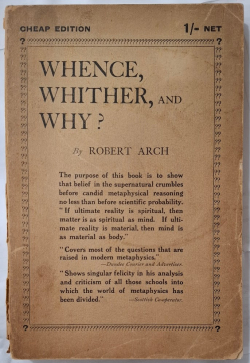 CHEAP EDITION 1/- NET
WHENCE,
WHITHER, AND
WHY?
By ROBERT ARCH
The purpose of this book is to show
that belief in the supernatural crumbles
before candid metaphysical reasoning
no less than before scientific probability.
"If ultimate reality is spiritual, then
matter is as spiritual as mind. If ulti-
mate reality is material, then mind is
as material as body."
"Covers most of the questions that are
raised in modern metaphysics."
—Dundee Courier and Advertiser.
"Shows singular felicity in his analysis
and criticism of all those schools into
which the world of metaphysics has
been divided."—Scottish Co-operator.